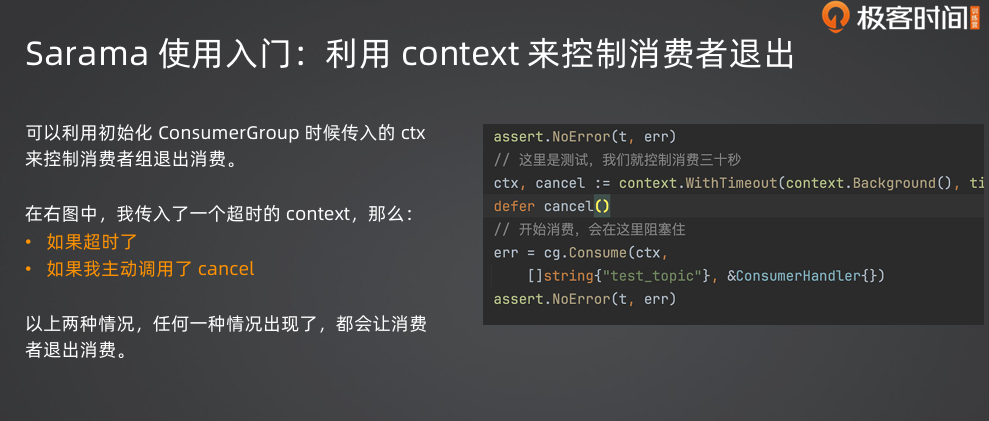 极客时间 训练营
Sarama 使用入门：利用 context 来控制消费者退出
可以利用初始化 ConsumerGroup 时候传入的 ctx
来控制消费者组退出消费。
在右图中，我传入了一个超时的 context，那么：
• 如果超时了
• 如果我主动调用了 cancel
以上两种情况，任何一种情况出现了，都会让消费
者退出消费。
assert.NoError(t, err)
// 这里是测试，我们就控制消费三十秒
ctx, cancel := context.WithTimeout(context.Background(), ti
defer cancel()
// 开始消费，会在这里阻塞住
err = cg.Consume(ctx,
[]string{"test_topic"}, &ConsumerHandler{})
assert.NoError(t, err)